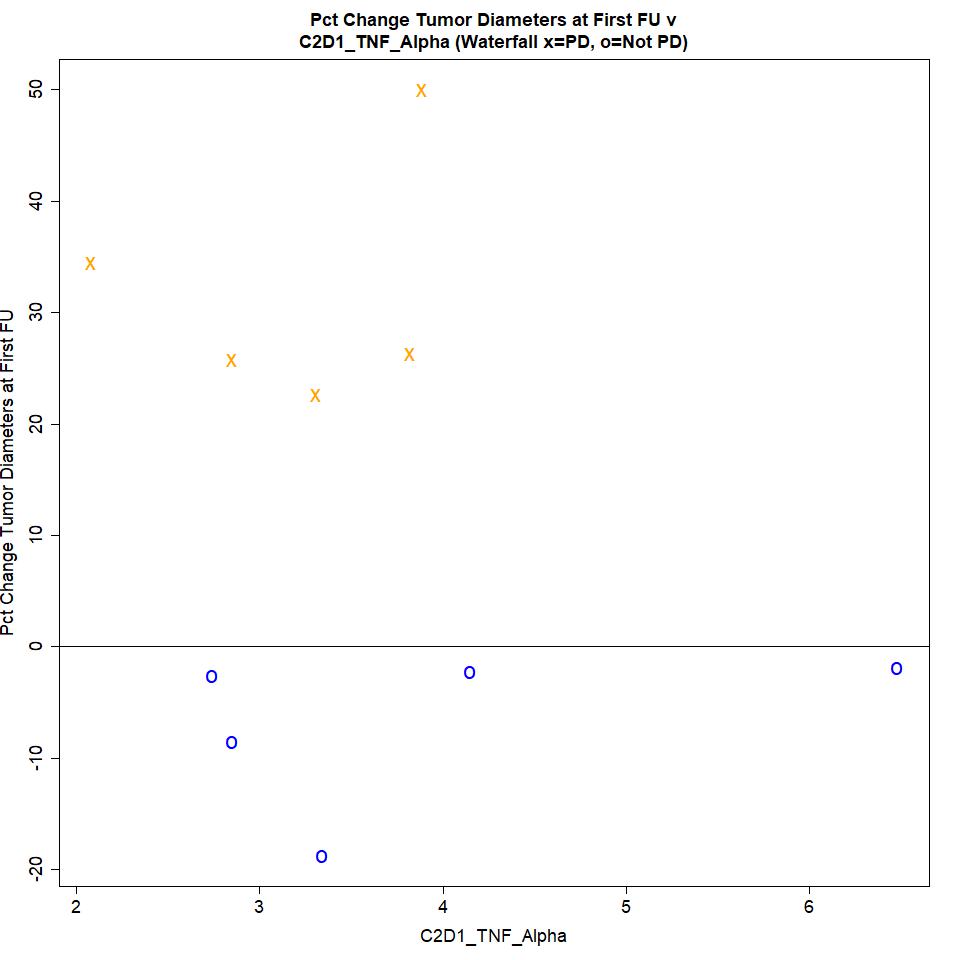 Pct Change Tumor Diameters at First FU v
C2D1_TNF_Alpha (Waterfall x=PD, o=Not PD)
Pct Change Tumor Diameters at First FU
50
40
30
20
10
0
-10
-20
X
X
X
X
X
O
O
O
O
O
2
3
4
5
6
C2D1_TNF_Alpha